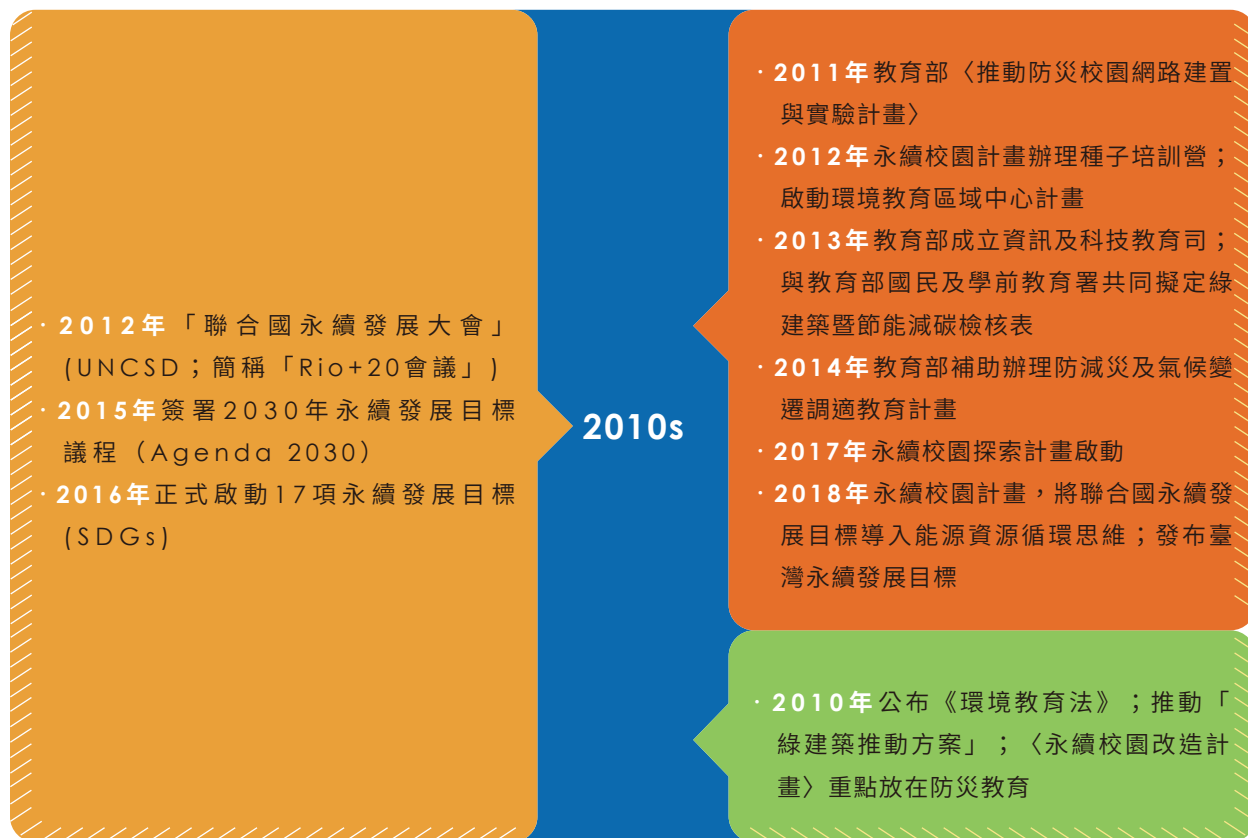 ·2012年「聯合國永續發展大會」
(UNCSD；簡稱「Rio+20會議」)
·2015年簽署2030年永續發展目標
議程（Agenda 2030）
·2016年正式啟動17項永續發展目標
(SDGs)
2010s
·2011年教育部〈推動防災校園網路建置
與實驗計畫〉
·2012年永續校園計畫辦理種子培訓營；
啟動環境教育區域中心計畫
·2013年教育部成立資訊及科技教育司；
與教育部國民及學前教育署共同擬定綠
建築暨節能減碳檢核表
·2014年教育部補助辦理防減災及氣候變
遷調適教育計畫
·2017年永續校園探索計畫啟動
·2018年永續校園計畫，將聯合國永續發
展目標導入能源資源循環思維；發布臺
灣永續發展目標
·2010年公布《環境教育法》；推動「
綠建築推動方案」；〈永續校園改造計
畫〉重點放在防災教育